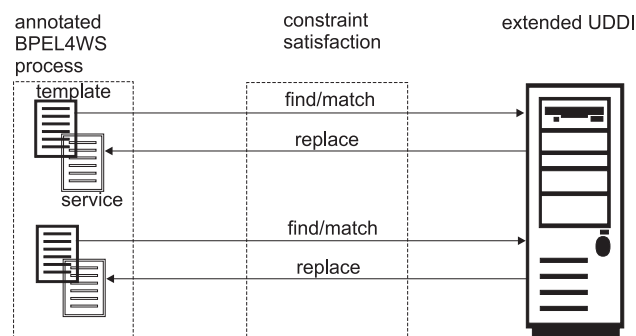 annotated
BPEL4WS
process
constraint
satisfaction
extended UDDI
template
find/match
replace
service
find/match
replace